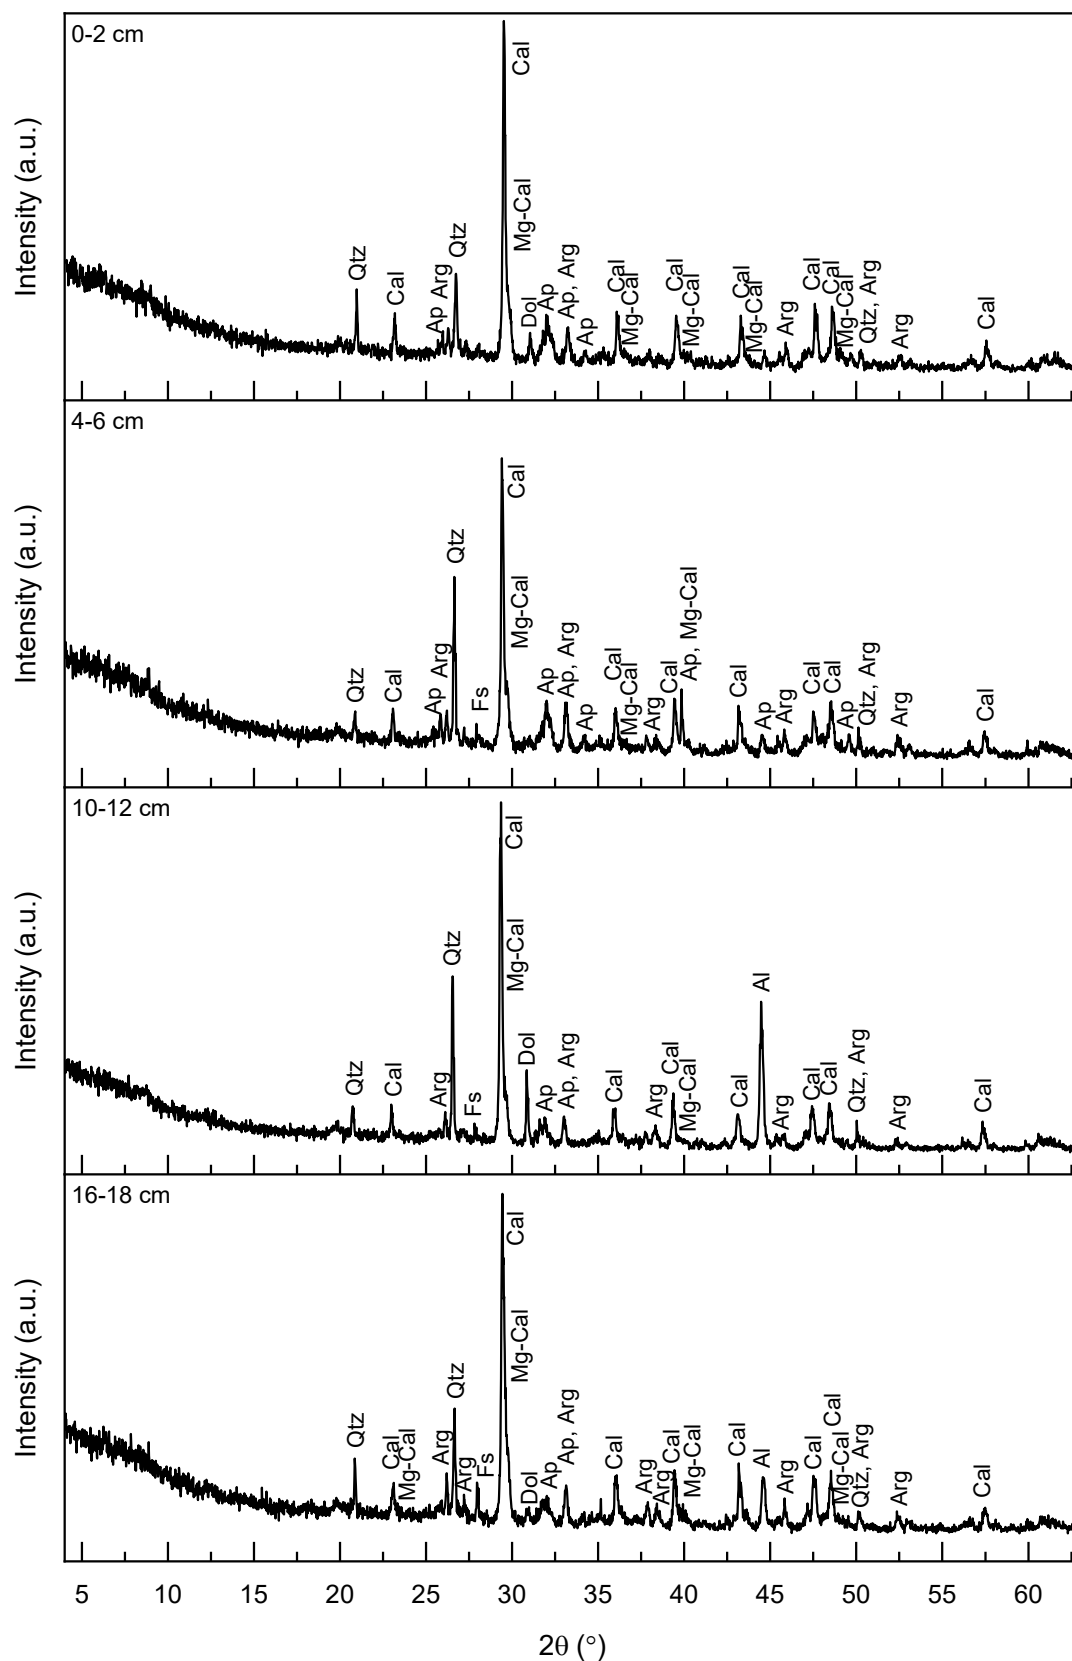 0-2 cm
Intensity (a.u.)
Qtz
Cal
Ap
Arg
Qtz
Cal
Mg-Cal
Dol
Ap
Ap, Arg
Ap
Cal
Mg-Cal
Cal
Mg-Cal
Cal
Mg-Cal
Arg
Cal
Cal
Mg-Cal
Qtz, Arg
Arg
Cal
4-6 cm
Intensity (a.u.)
Qtz
Cal
Ap
Arg
Qtz
Fs
Cal
Mg-Cal
Ap
Ap, Arg
Ap
Cal
Mg-Cal
Arg
Cal
Ap, Mg-Cal
Cal
Ap
Arg
Cal
Cal
Ap
Qtz, Arg
Arg
Cal
10-12 cm
Intensity (a.u.)
Qtz
Cal
Arg
Qtz
Fs
Cal
Mg-Cal
Dol
Ap
Ap, Arg
Cal
Arg
Cal
Mg-Cal
Cal
Al
Arg
Cal
Cal
Qtz, Arg
Arg
Cal
16-18 cm
Intensity (a.u.)
Qtz
Cal
Mg-Cal
Arg
Qtz
Arg
Fs
Cal
Mg-Cal
Dol
Ap
Ap, Arg
Cal
Arg
Arg
Cal
Mg-Cal
Cal
Al
Arg
Cal
Cal
Mg-Cal
Qtz, Arg
Arg
Cal
5 10 15 20 25 30 35 40 45 50 55 60
2θ (°)